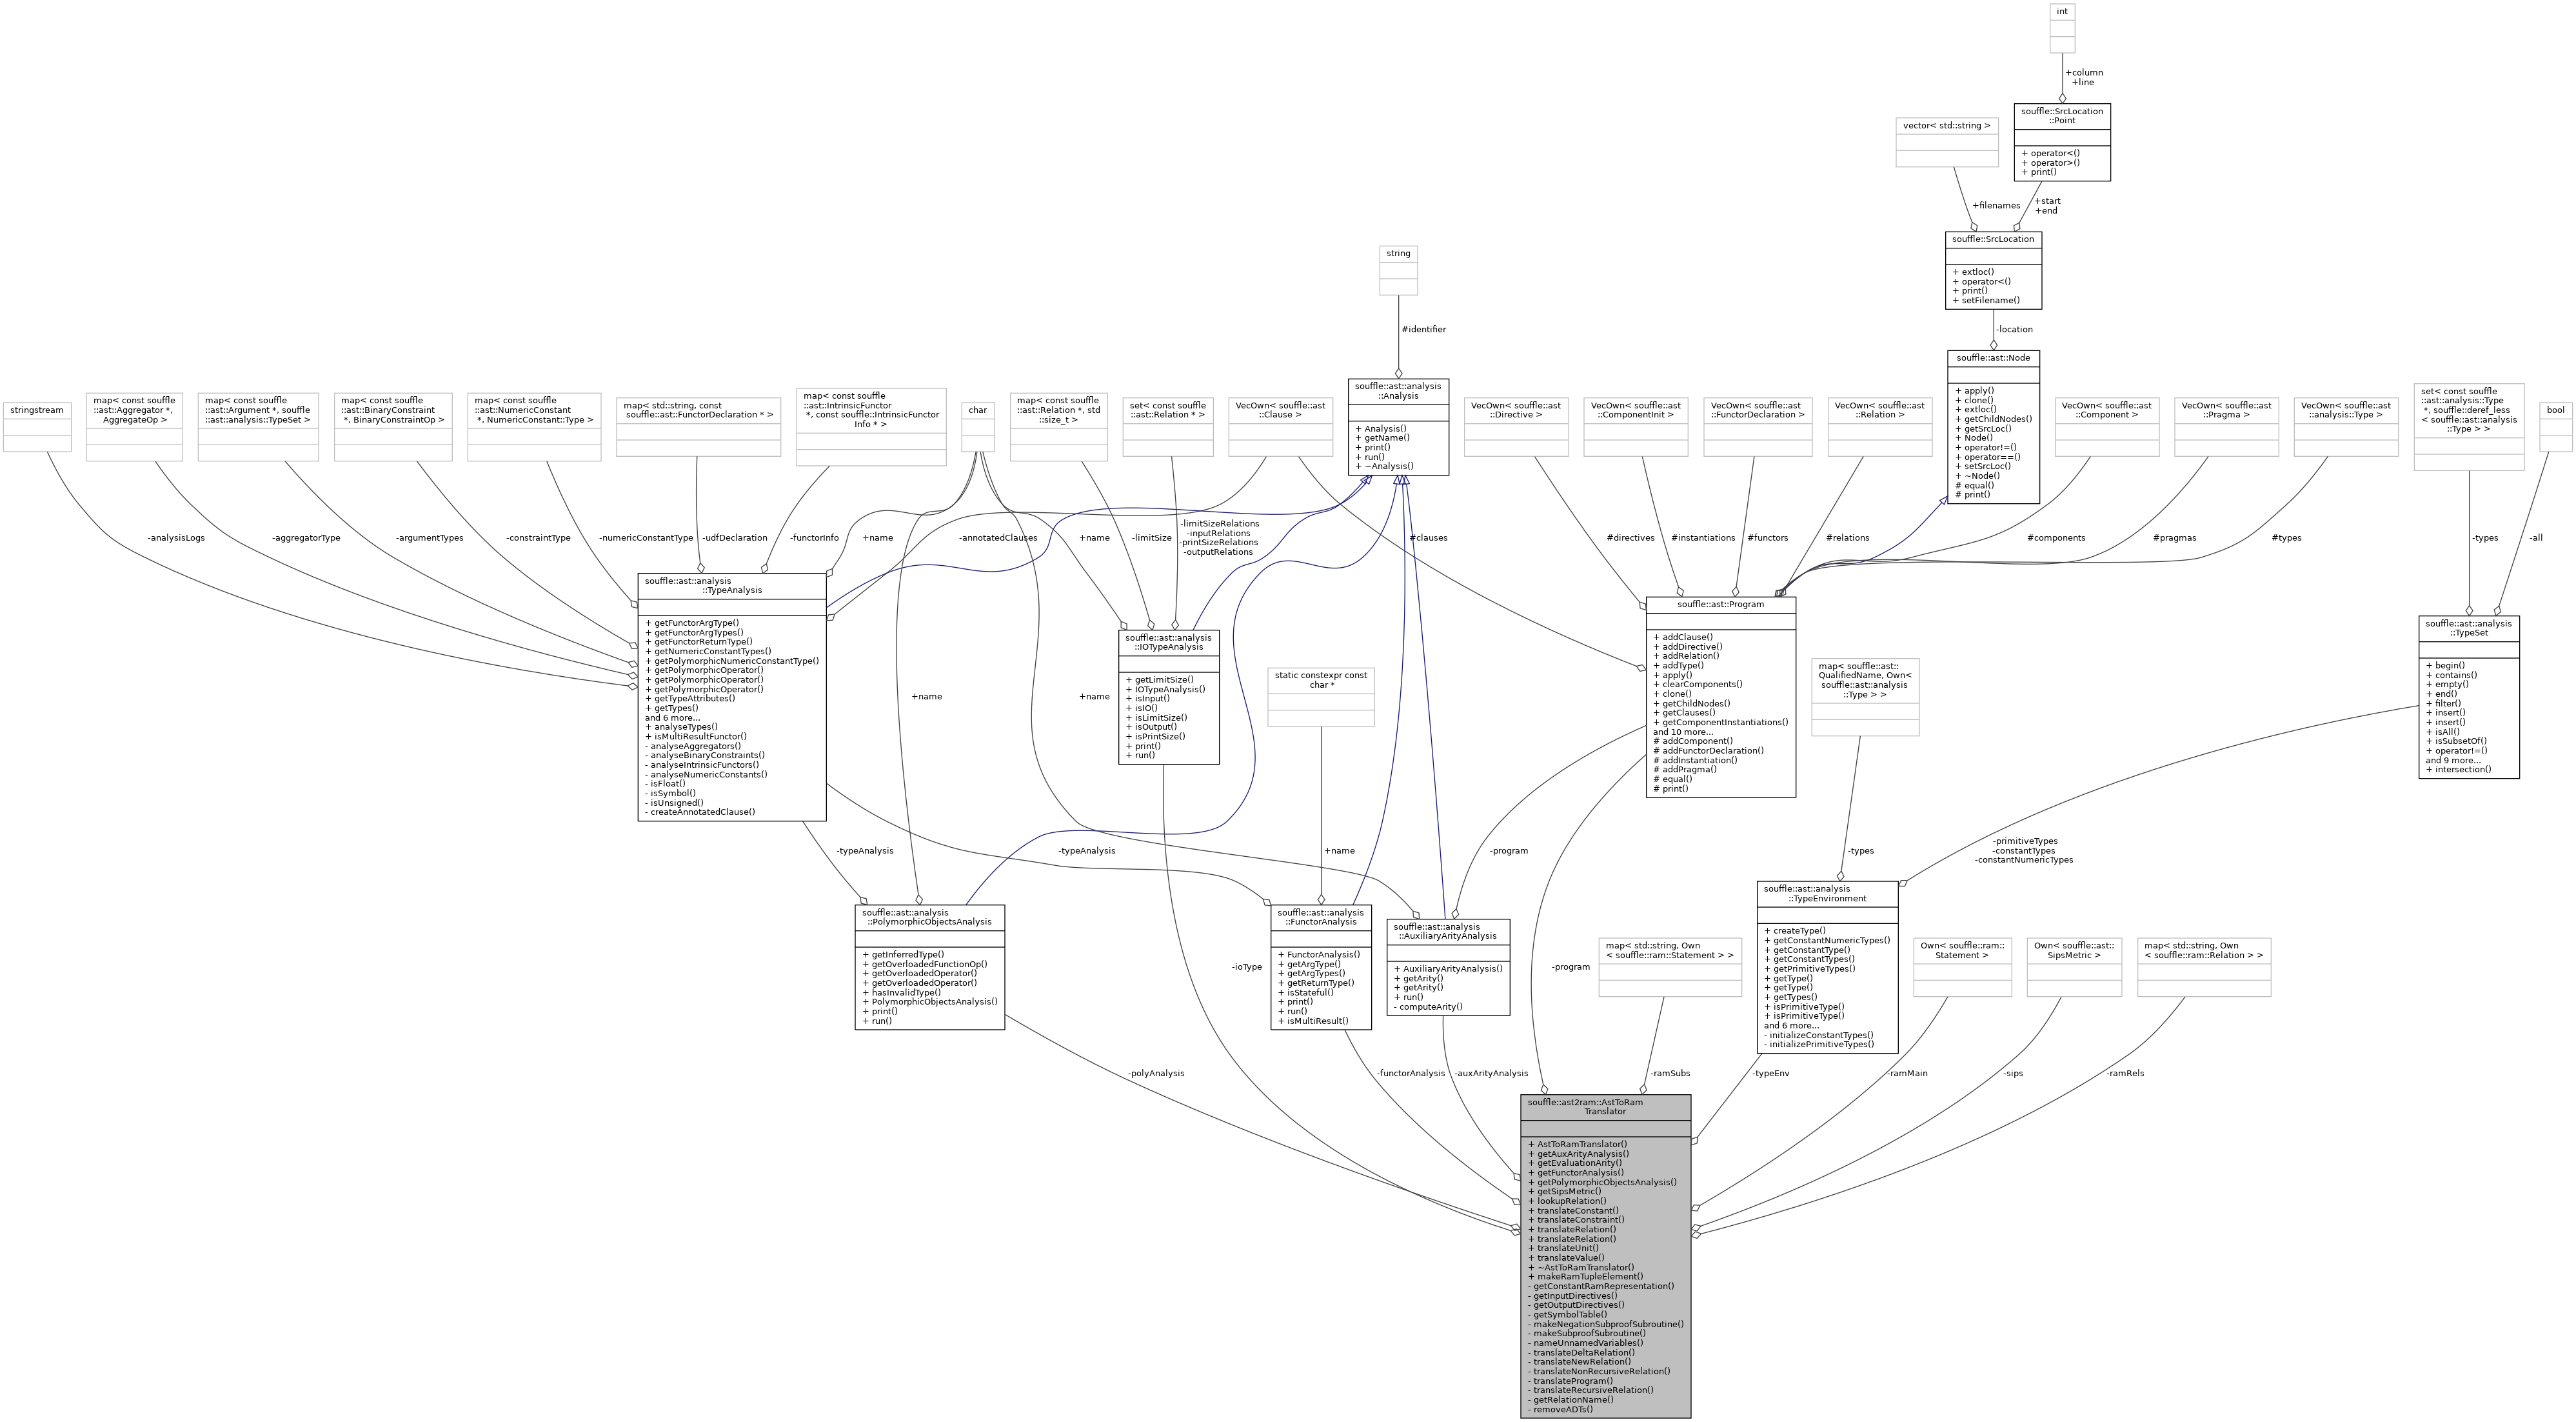 int
+column
+line
souffle::SrcLocation
::Point
+ operator<()
+ operator>()
+ print()
vector< std::string >
+filenames
+start
+end
souffle::SrcLocation
+ extloc()
+ operator<()
+ print()
+ setFilename()
string
#identifier
-location
souffle::ast::Node
+ apply()
+ clone()
+ extloc()
+ getChildNodes()
+ getSrcLoc()
+ Node()
+ operator!=()
+ operator==()
+ setSrcLoc()
+ ~Node()
# equal()
# print()
souffle::ast::analysis
::Analysis
+ Analysis()
+ getName()
+ print()
+ run()
+ ~Analysis()
stringstream
map< const souffle
::ast::Aggregator *,
AggregateOp >
map< const souffle
::ast::Argument *, souffle
::ast::analysis::TypeSet >
map< const souffle
::ast::BinaryConstraint
*, BinaryConstraintOp >
map< const souffle
::ast::NumericConstant
*, NumericConstant::Type >
map< std::string, const
souffle::ast::FunctorDeclaration * >
map< const souffle
::ast::IntrinsicFunctor
*, const souffle::IntrinsicFunctor
Info * >
char
map< const souffle
::ast::Relation *, std
::size_t >
set< const souffle
::ast::Relation * >
VecOwn< souffle::ast
::Clause >
VecOwn< souffle::ast
::Directive >
VecOwn< souffle::ast
::ComponentInit >
VecOwn< souffle::ast
::FunctorDeclaration >
VecOwn< souffle::ast
::Relation >
VecOwn< souffle::ast
::Component >
VecOwn< souffle::ast
::Pragma >
VecOwn< souffle::ast
::analysis::Type >
set< const souffle
::ast::analysis::Type
*, souffle::deref_less
< souffle::ast::analysis
::Type > >
bool
-analysisLogs
-aggregatorType
-argumentTypes
-constraintType
-numericConstantType
-udfDeclaration
-functorInfo
+name
-annotatedClauses
+name
-limitSize
-limitSizeRelations
-inputRelations
-printSizeRelations
-outputRelations
#clauses
#directives
#instantiations
#functors
#relations
#components
#pragmas
#types
-types
-all
souffle::ast::analysis
::TypeAnalysis
+ getFunctorArgType()
+ getFunctorArgTypes()
+ getFunctorReturnType()
+ getNumericConstantTypes()
+ getPolymorphicNumericConstantType()
+ getPolymorphicOperator()
+ getPolymorphicOperator()
+ getPolymorphicOperator()
+ getTypeAttributes()
+ getTypes()
and 6 more...
+ analyseTypes()
+ isMultiResultFunctor()
- analyseAggregators()
- analyseBinaryConstraints()
- analyseIntrinsicFunctors()
- analyseNumericConstants()
- isFloat()
- isSymbol()
- isUnsigned()
- createAnnotatedClause()
+name
+name
souffle::ast::analysis
::IOTypeAnalysis
+ getLimitSize()
+ IOTypeAnalysis()
+ isInput()
+ isIO()
+ isLimitSize()
+ isOutput()
+ isPrintSize()
+ print()
+ run()
static constexpr const
char *
souffle::ast::Program
+ addClause()
+ addDirective()
+ addRelation()
+ addType()
+ apply()
+ clearComponents()
+ clone()
+ getChildNodes()
+ getClauses()
+ getComponentInstantiations()
and 10 more...
# addComponent()
# addFunctorDeclaration()
# addInstantiation()
# addPragma()
# equal()
# print()
map< souffle::ast::
QualifiedName, Own<
souffle::ast::analysis
::Type > >
souffle::ast::analysis
::TypeSet
+ begin()
+ contains()
+ empty()
+ end()
+ filter()
+ insert()
+ insert()
+ isAll()
+ isSubsetOf()
+ operator!=()
and 9 more...
+ intersection()
-typeAnalysis
-typeAnalysis
+name
-program
-types
-primitiveTypes
-constantTypes
-constantNumericTypes
souffle::ast::analysis
::PolymorphicObjectsAnalysis
+ getInferredType()
+ getOverloadedFunctionOp()
+ getOverloadedOperator()
+ getOverloadedOperator()
+ hasInvalidType()
+ PolymorphicObjectsAnalysis()
+ print()
+ run()
-ioType
souffle::ast::analysis
::FunctorAnalysis
+ FunctorAnalysis()
+ getArgType()
+ getArgTypes()
+ getReturnType()
+ isStateful()
+ print()
+ run()
+ isMultiResult()
souffle::ast::analysis
::AuxiliaryArityAnalysis
+ AuxiliaryArityAnalysis()
+ getArity()
+ getArity()
+ run()
- computeArity()
-program
map< std::string, Own
< souffle::ram::Statement > >
souffle::ast::analysis
::TypeEnvironment
+ createType()
+ getConstantNumericTypes()
+ getConstantType()
+ getConstantTypes()
+ getPrimitiveTypes()
+ getType()
+ getType()
+ getTypes()
+ isPrimitiveType()
+ isPrimitiveType()
and 6 more...
- initializeConstantTypes()
- initializePrimitiveTypes()
Own< souffle::ram::
Statement >
Own< souffle::ast::
SipsMetric >
map< std::string, Own
< souffle::ram::Relation > >
-polyAnalysis
-functorAnalysis
-auxArityAnalysis
-ramSubs
-typeEnv
-ramMain
-sips
-ramRels
souffle::ast2ram::AstToRam
Translator
+ AstToRamTranslator()
+ getAuxArityAnalysis()
+ getEvaluationArity()
+ getFunctorAnalysis()
+ getPolymorphicObjectsAnalysis()
+ getSipsMetric()
+ lookupRelation()
+ translateConstant()
+ translateConstraint()
+ translateRelation()
+ translateRelation()
+ translateUnit()
+ translateValue()
+ ~AstToRamTranslator()
+ makeRamTupleElement()
- getConstantRamRepresentation()
- getInputDirectives()
- getOutputDirectives()
- getSymbolTable()
- makeNegationSubproofSubroutine()
- makeSubproofSubroutine()
- nameUnnamedVariables()
- translateDeltaRelation()
- translateNewRelation()
- translateNonRecursiveRelation()
- translateProgram()
- translateRecursiveRelation()
- getRelationName()
- removeADTs()